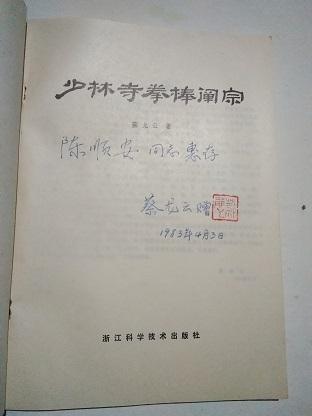 少林寺拳棒阐宗
蔡龙云 著
陈顺安 同志 惠存
蔡龙云赠
1983年4月3日
浙江科学技术出版社